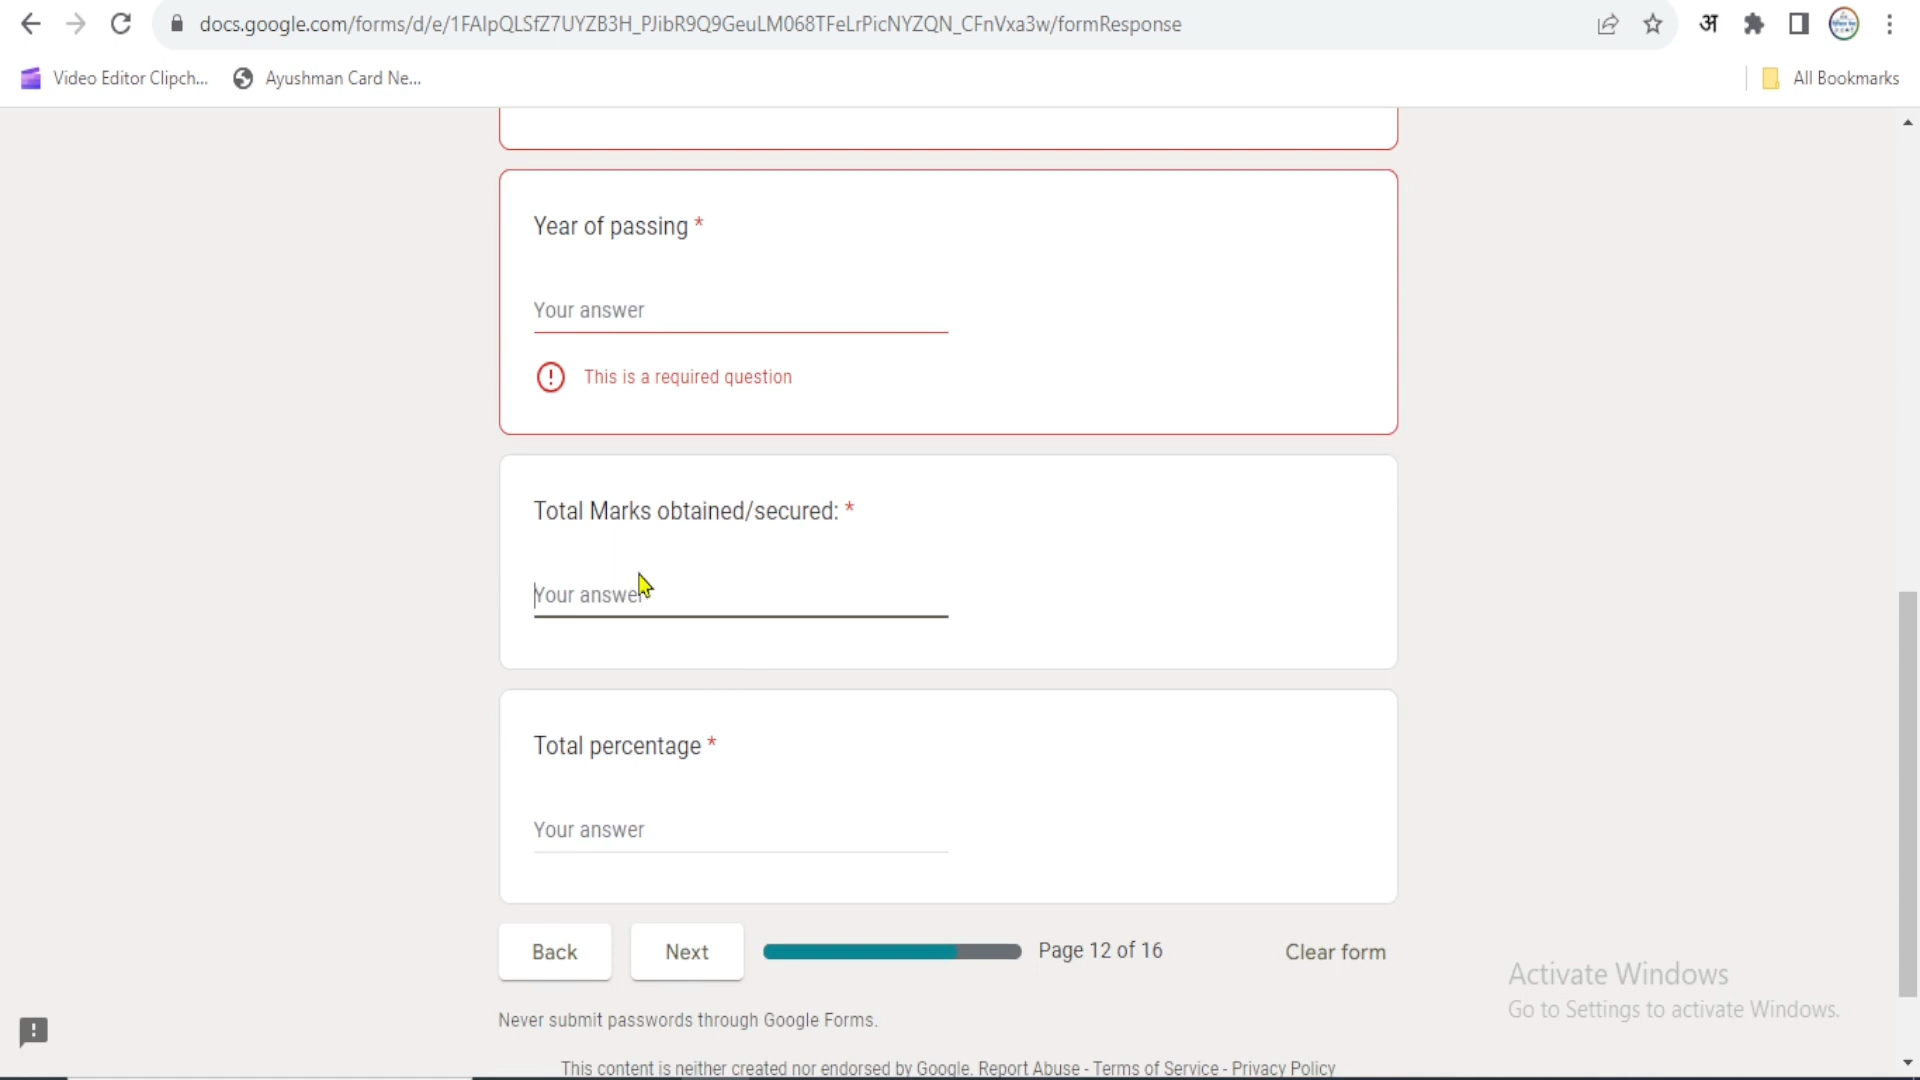 docs.google.com/forms/d/e/1FAIpQLSfZ7UYZB3H_PJibR9Q9GeuLM068TFeLrPicNYZQN_CFnVxa3w/formResponse
अ
Video Editor Clipch...
Ayushman Card Ne...
All Bookmarks
Year of passing *
Your answer
This is a required question
Total Marks obtained/secured: *
Your answer
Total percentage *
Your answer
Back
Next
Page 12 of 16
Clear form
Activate Windows
Go to Settings to activate Windows.
Never submit passwords through Google Forms.
This content is neither created nor endorsed by Google. Report Abuse - Terms of Service - Privacy Policy